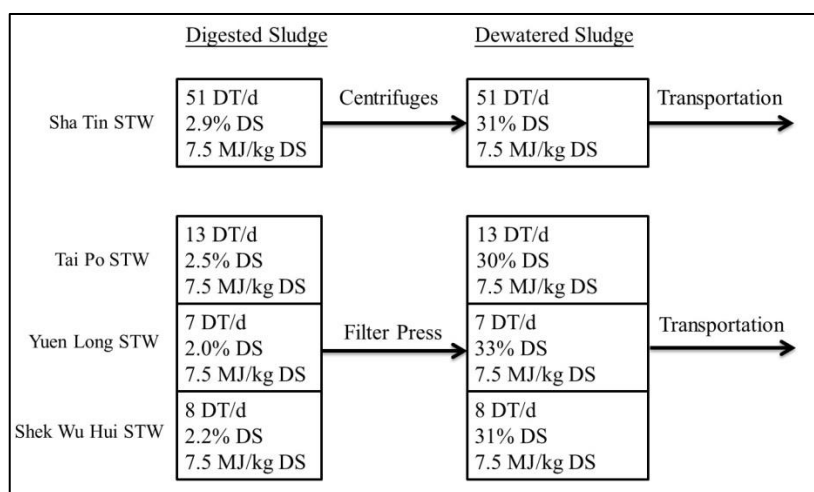 Digested Sludge
Dewatered Sludge
Sha Tin STW
51 DT/d
2.9% DS
7.5 MJ/kg DS
Centrifuges
51 DT/d
31% DS
7.5 MJ/kg DS
Transportation
Tai Po STW
13 DT/d
2.5% DS
7.5 MJ/kg DS
13 DT/d
30% DS
7.5 MJ/kg DS
Yuen Long STW
7 DT/d
2.0% DS
7.5 MJ/kg DS
Filter Press
7 DT/d
33% DS
7.5 MJ/kg DS
Transportation
Shek Wu Hui STW
8 DT/d
2.2% DS
7.5 MJ/kg DS
8 DT/d
31% DS
7.5 MJ/kg DS